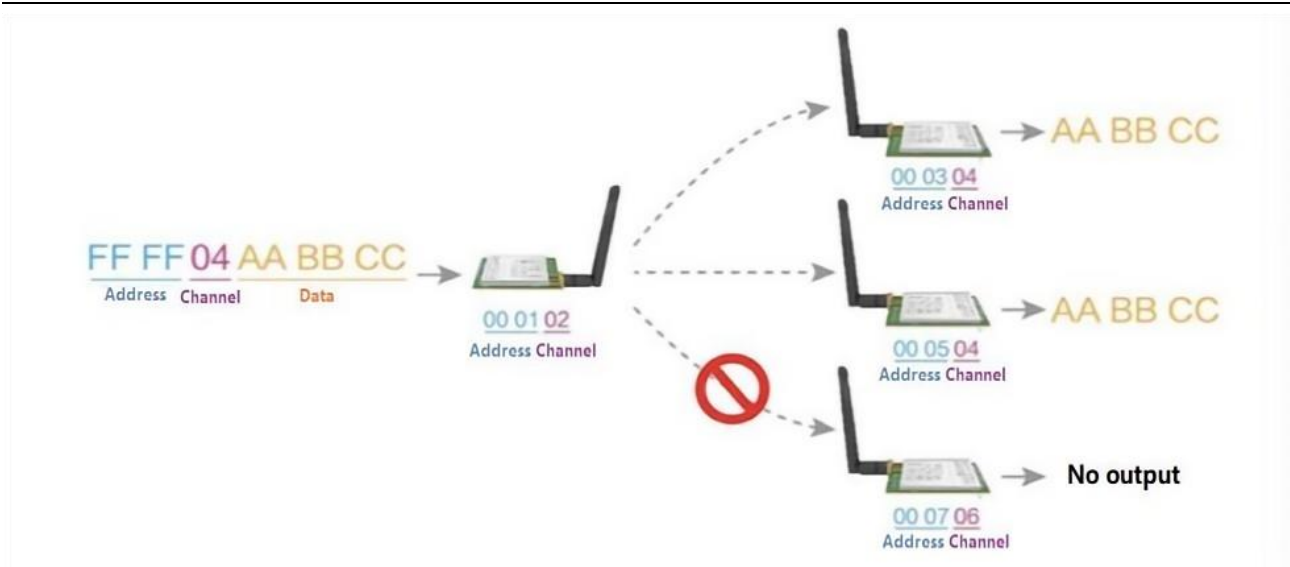 FF FF 04 AA BB CC
Address Channel Data
00 01 02
Address Channel
AA BB CC
00 03 04
Address Channel
AA BB CC
00 05 04
Address Channel
No output
00 07 06
Address Channel